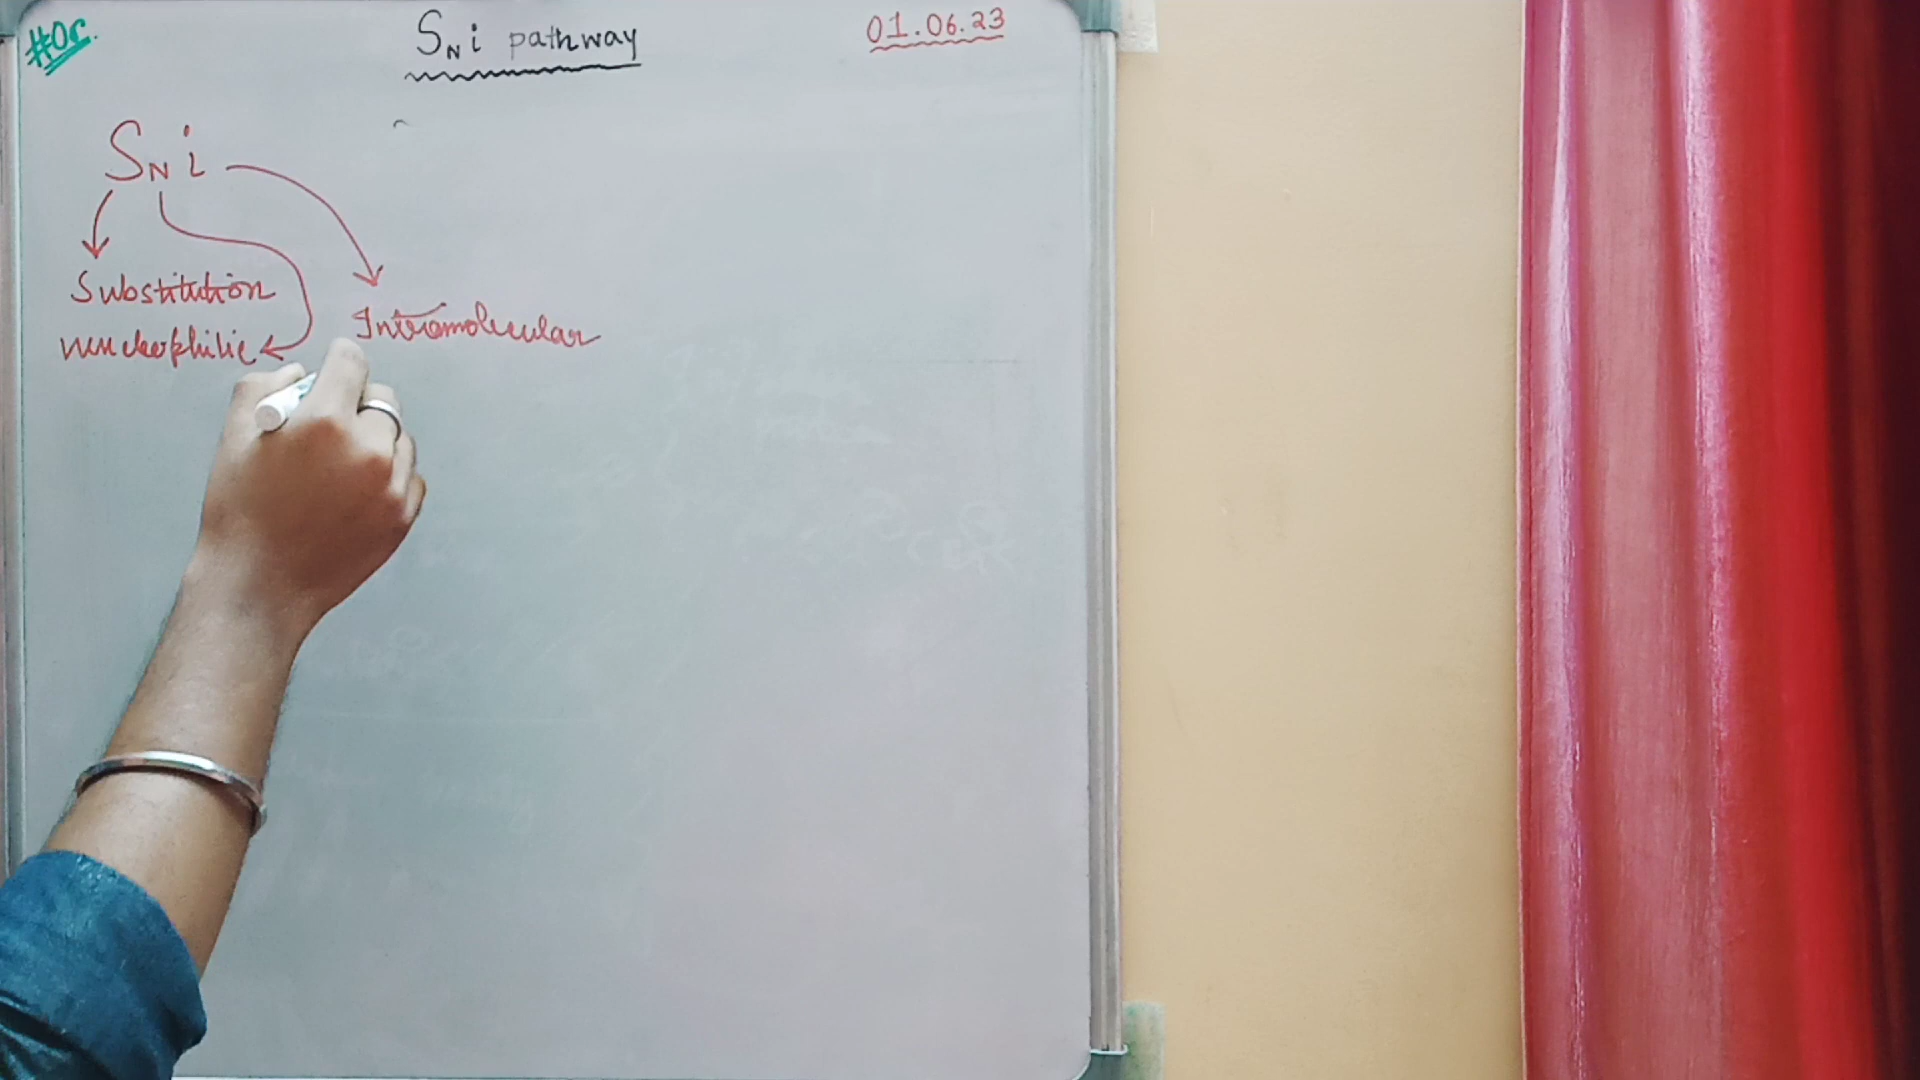 #OC.
SNi pathway
01.06.23
SNi
Substitution
nucleophilic
Intramolecular